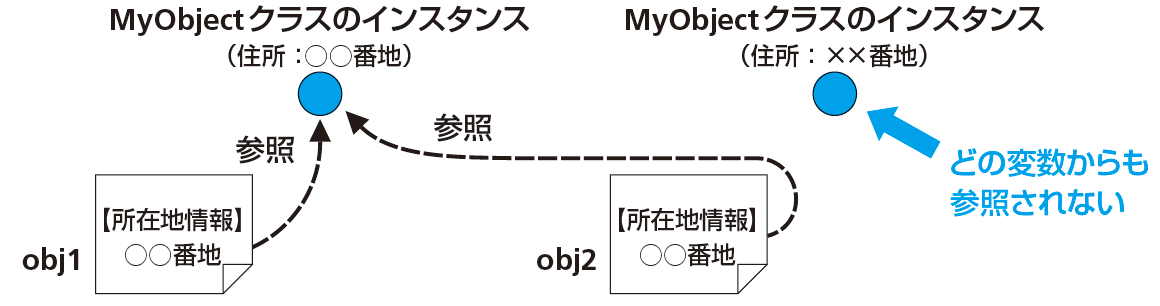 MyObjectクラスのインスタンス
（住所：○○番地）
MyObjectクラスのインスタンス
（住所：××番地）
参照
参照
どの変数からも
参照されない
obj1
【所在地情報】
○○番地
obj2
【所在地情報】
○○番地